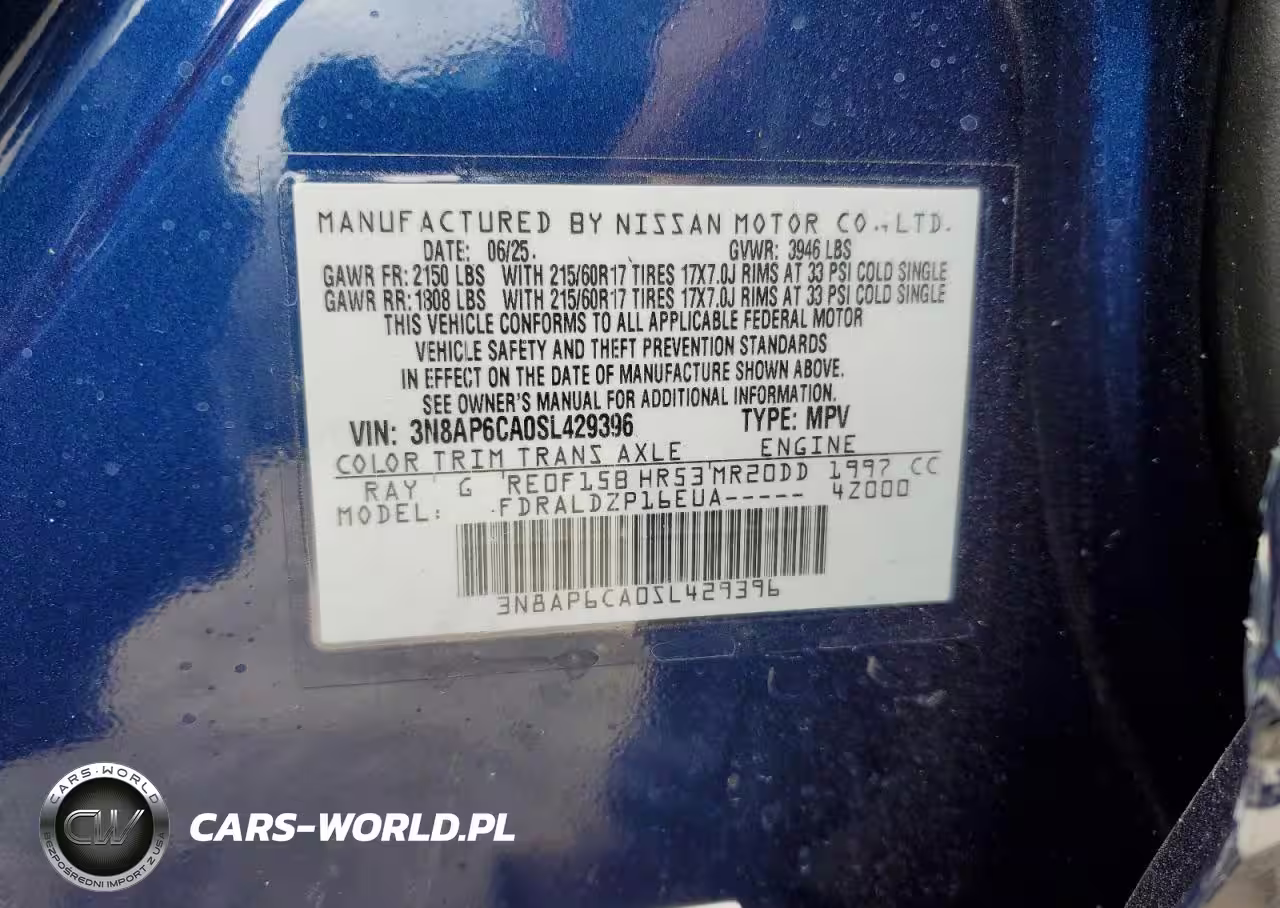 MANUFACTURED BY NISSAN MOTOR CO.,LTD.
DATE: 06/25. GVWR: 3946 LBS
GAWR FR: 2150 LBS WITH 215/60R17 TIRES 17X7.0J RIMS AT 33 PSI COLD SINGLE
GAWR RR: 1808 LBS WITH 215/60R17 TIRES 17X7.0J RIMS AT 33 PSI COLD SINGLE
THIS VEHICLE CONFORMS TO ALL APPLICABLE FEDERAL MOTOR
VEHICLE SAFETY AND THEFT PREVENTION STANDARDS
IN EFFECT ON THE DATE OF MANUFACTURE SHOWN ABOVE.
SEE OWNER'S MANUAL FOR ADDITIONAL INFORMATION.
VIN: 3N8AP6CA0SL429396 TYPE: MPV
COLOR TRIM TRANS AXLE ENGINE
RAY G RE0F15B HR53 MR20DD 1997 CC
MODEL: FDRALDZP16EUA----- 4Z000
3N8AP6CA0SL429396
CARS-WORLD
CW
BEZPOŚREDNI IMPORT Z USA
CARS-WORLD.PL